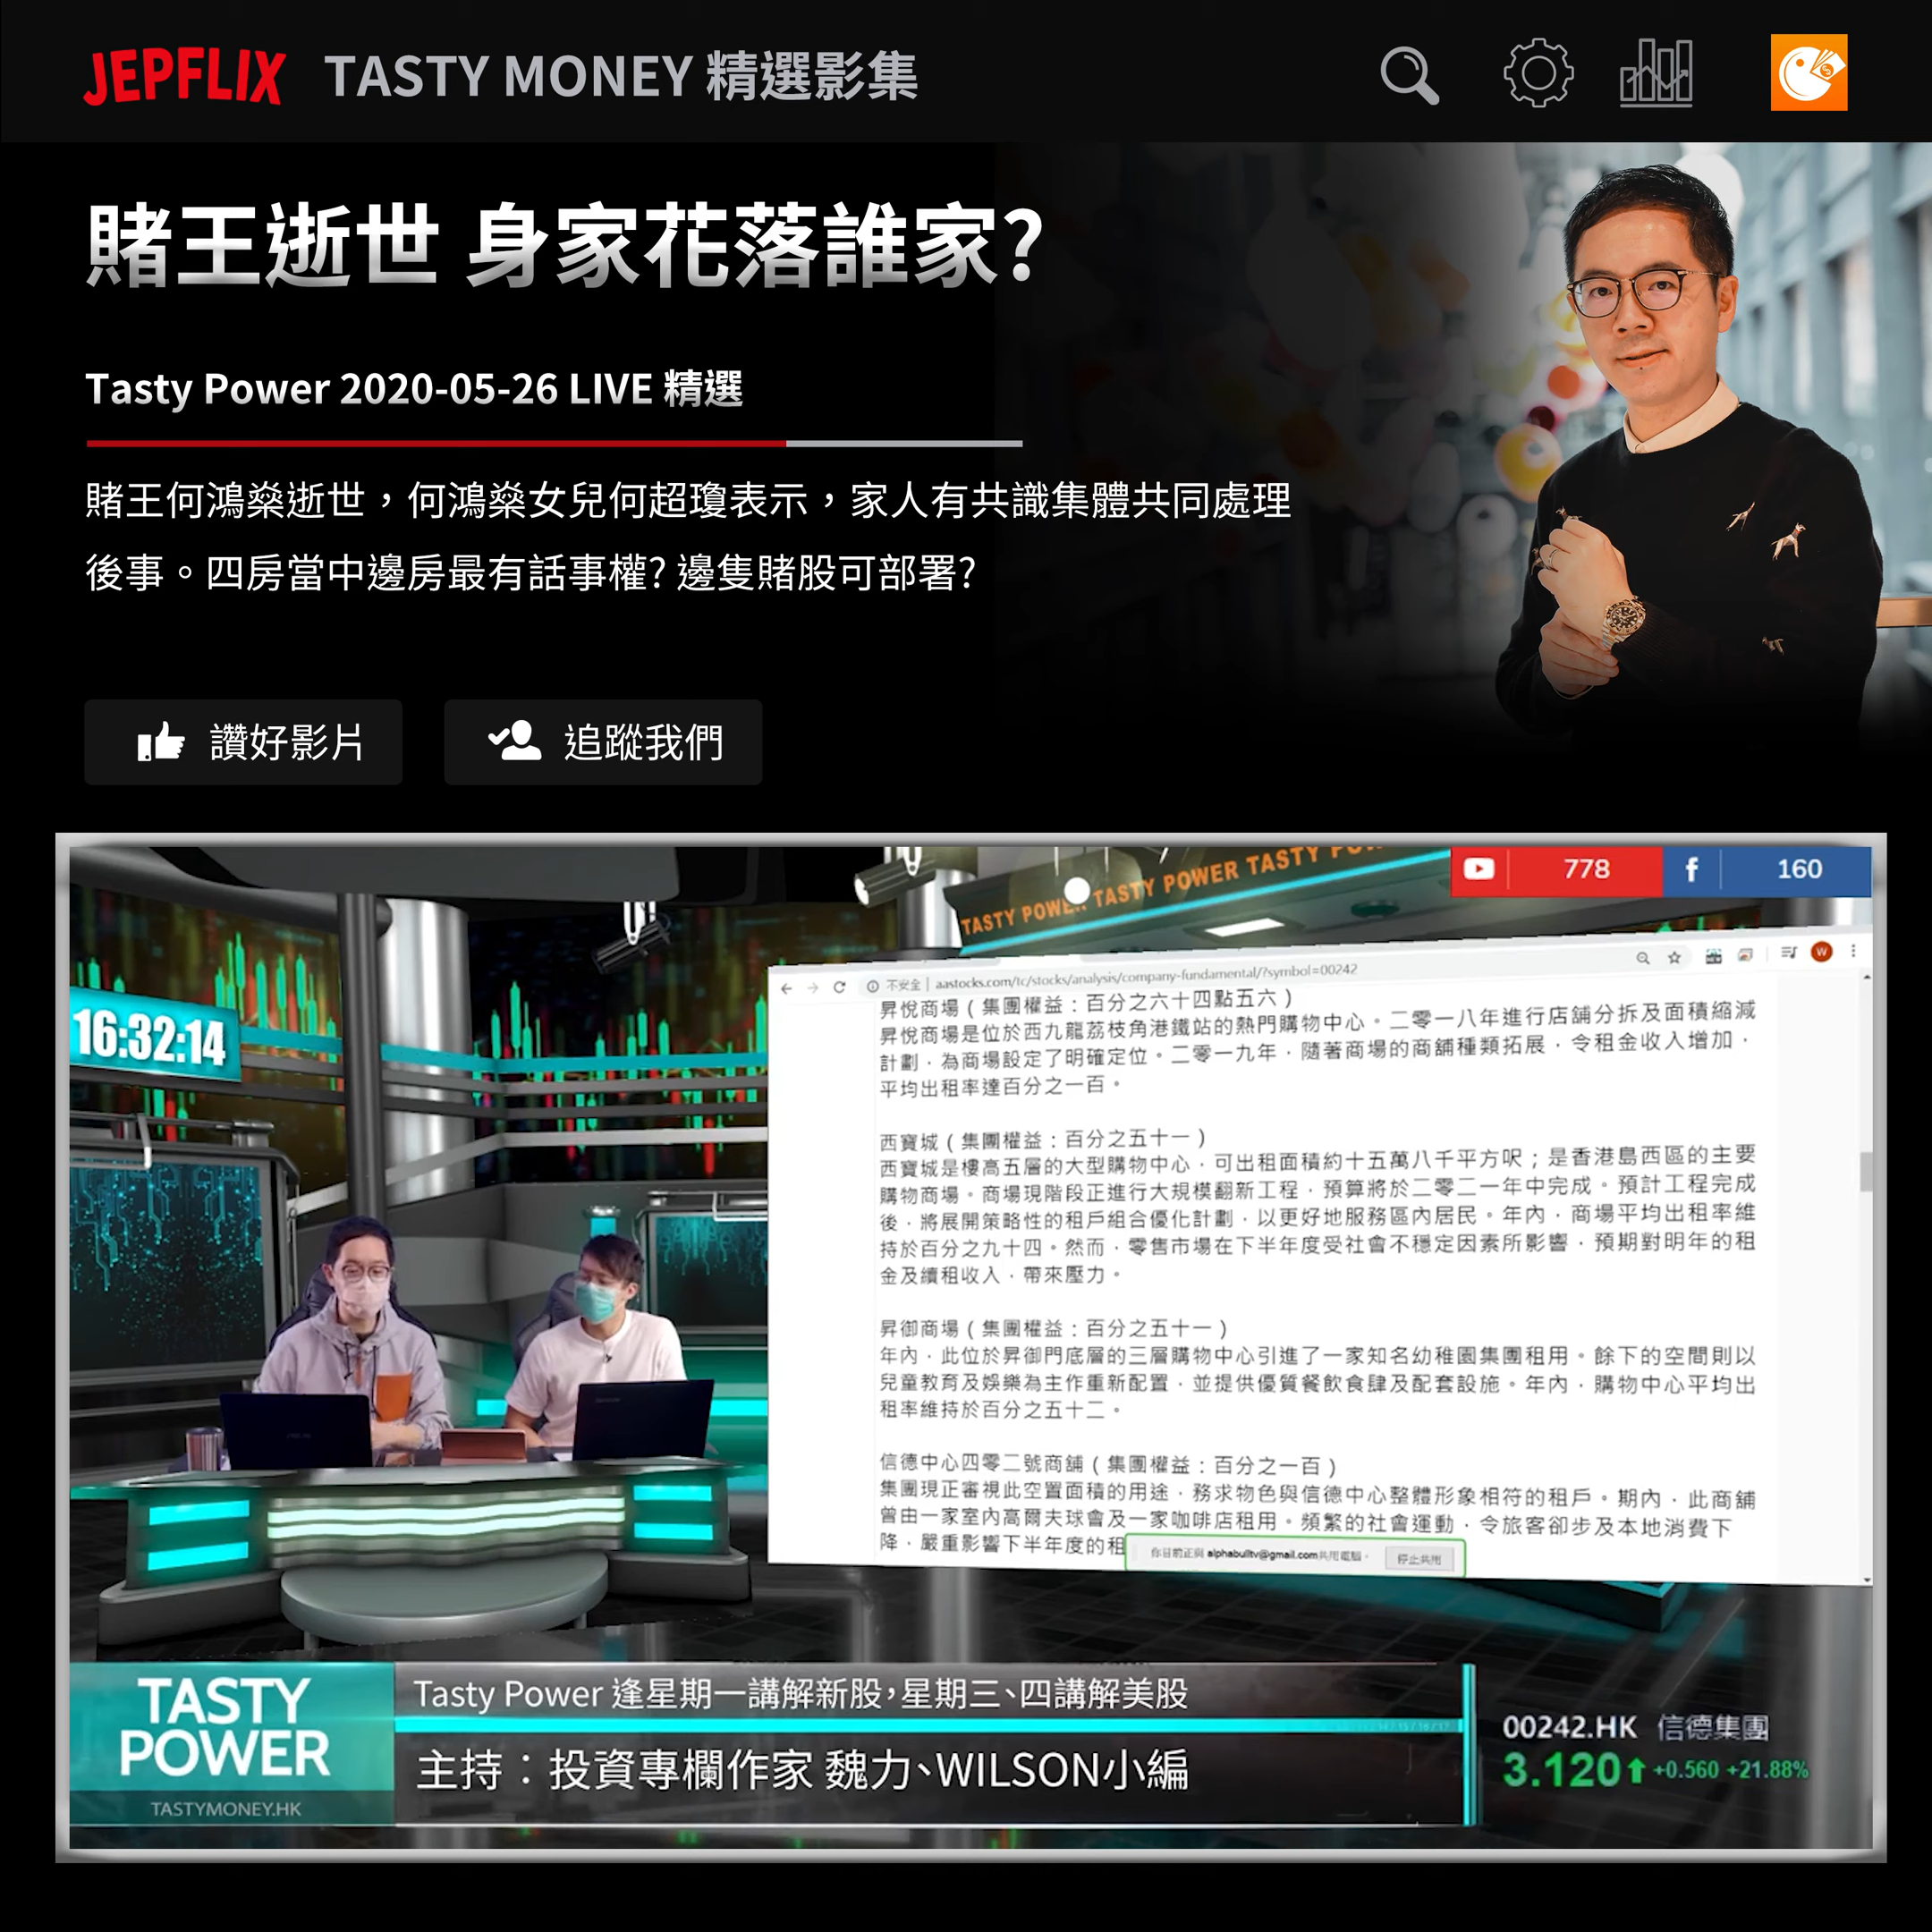 JEPFLIX TASTY MONEY 精選影集
賭王逝世 身家花落誰家?
Tasty Power 2020-05-26 LIVE 精選
賭王何鴻燊逝世，何鴻燊女兒何超瓊表示，家人有共識集體共同處理
後事。四房當中邊房最有話事權? 邊隻賭股可部署?
讚好影片
追蹤我們
778
160
TASTY POWER TASTY POWER TASTY
16:32:14
不安全 | aastocks.com/tc/stocks/analysis/company-fundamental/?symbol=00242
W
昇悅商場（集團權益：百分之六十四點五六）
昇悅商場是位於西九龍荔枝角港鐵站的熱門購物中心。二零一八年進行店舖分拆及面積縮減
計劃，為商場設定了明確定位。二零一九年，隨著商場的商舖種類拓展，令租金收入增加，
平均出租率達百分之一百。
西寶城（集團權益：百分之五十一）
西寶城是樓高五層的大型購物中心，可出租面積約十五萬八千平方呎；是香港島西區的主要
購物商場。商場現階段正進行大規模翻新工程，預算將於二零二一年中完成。預計工程完成
後，將展開策略性的租戶組合優化計劃，以更好地服務區內居民。年內，商場平均出租率維
持於百分之九十四。然而，零售市場在下半年度受社會不穩定因素所影響，預期對明年的租
金及續租收入，帶來壓力。
昇御商場（集團權益：百分之五十一）
年內，此位於昇御門底層的三層購物中心引進了一家知名幼稚園集團租用。餘下的空間則以
兒童教育及娛樂為主作重新配置，並提供優質餐飲食肆及配套設施。年內，購物中心平均出
租率維持於百分之五十二。
信德中心四零二號商舖（集團權益：百分之一百）
集團現正審視此空置面積的用途，務求物色與信德中心整體形象相符的租戶。期內，此商舖
曾由一家室內高爾夫球會及一家咖啡店租用。頻繁的社會運動，令旅客卻步及本地消費下
降，嚴重影響下半年度的租
你目前正與 alphabulltv@gmail.com共用電腦。 停止共用
TASTY
POWER
TASTYMONEY.HK
Tasty Power 逢星期一講解新股，星期三、四講解美股
主持：投資專欄作家 魏力、WILSON小編
00242.HK 信德集團
3.120 +0.560 +21.88%